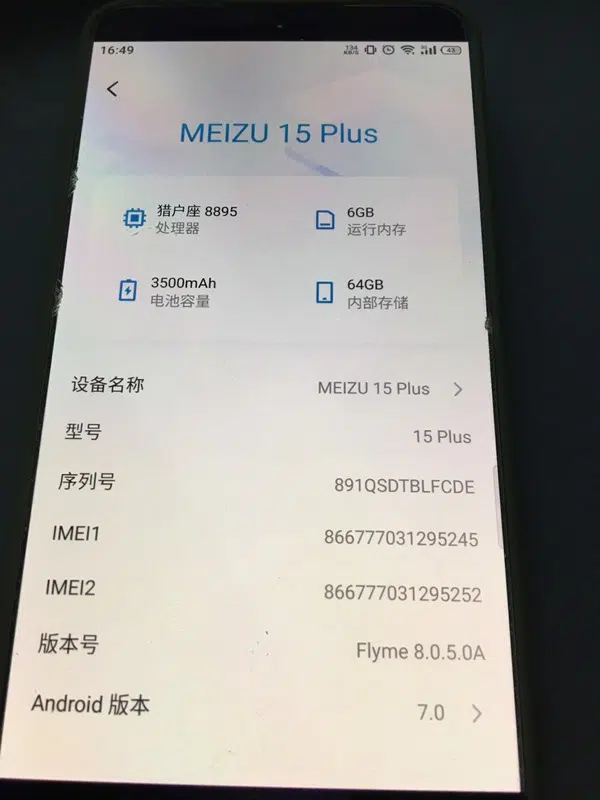 16:49 134 KB/S 43
MEIZU 15 Plus
猎户座 8895 6GB
处理器 运行内存
3500mAh 64GB
电池容量 内部存储
设备名称 MEIZU 15 Plus
型号 15 Plus
序列号 891QSDTBLFCDE
IMEI1 866777031295245
IMEI2 866777031295252
版本号 Flyme 8.0.5.0A
Android 版本 7.0